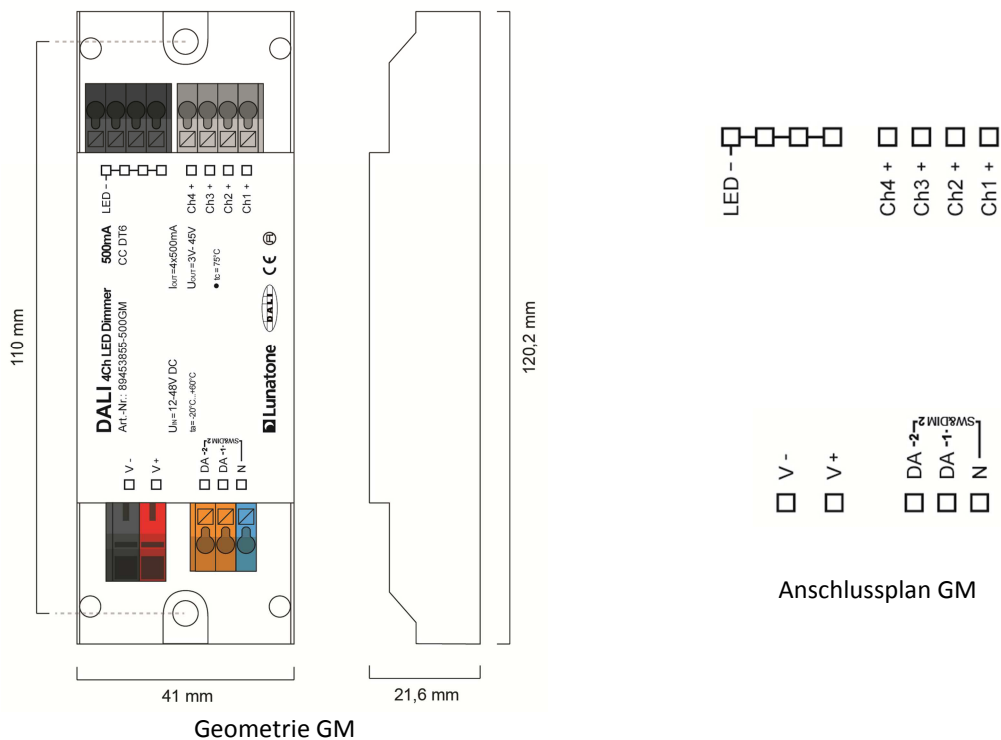 LED -
Ch4 +
Ch3 +
Ch2 +
Ch1 +
DALI 4Ch LED Dimmer 500mA
Art.-Nr.: 89453855-500GM CC DT6
UIN=12-48V DC IOUT=4x500mA
ta=-20°C...+60°C UOUT=3V-45V
● tc=75°C
Lunatone DALI CE
V -
V +
DA -2-
DA -1-
N
SW&DIM 2
110 mm
120,2 mm
41 mm
21,6 mm
Geometrie GM
LED -
Ch4 +
Ch3 +
Ch2 +
Ch1 +
V -
V +
DA -2-
DA -1-
N
SW&DIM 2
Anschlussplan GM